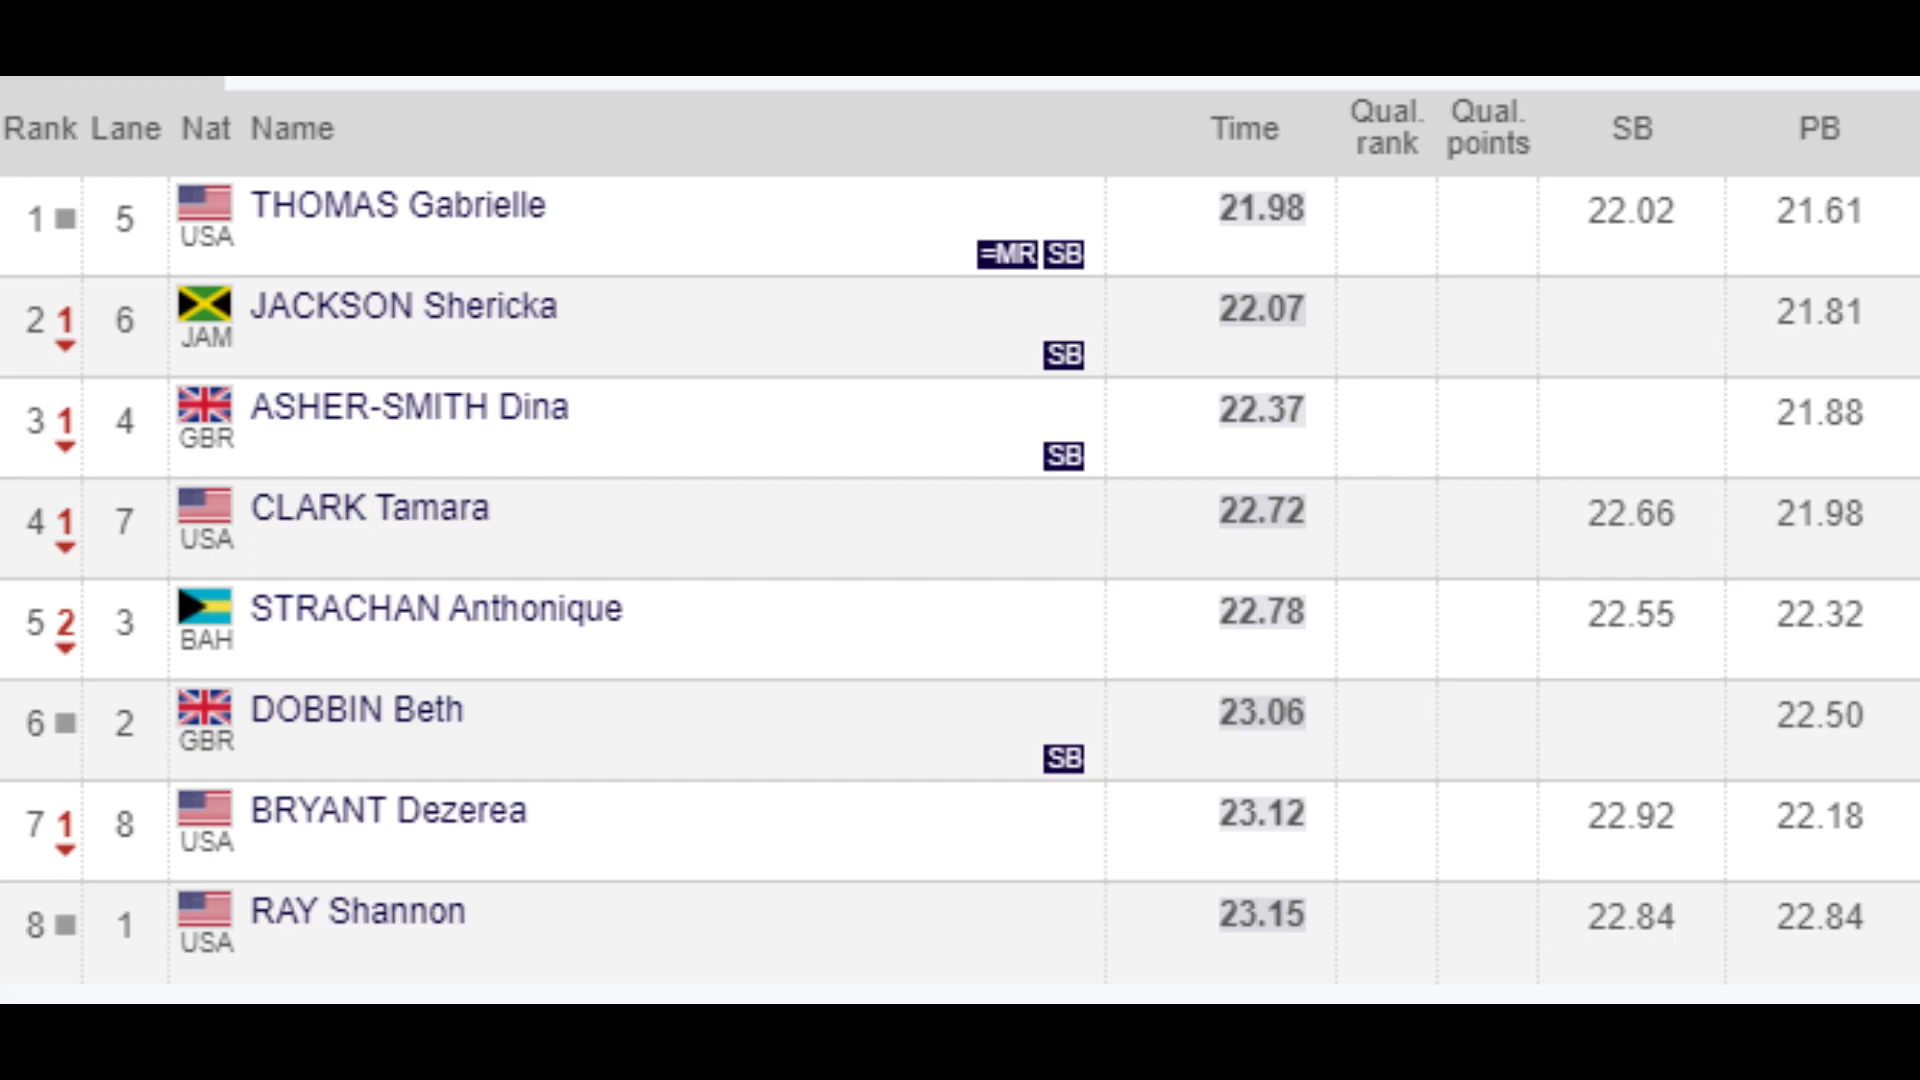 Rank Lane Nat Name Time Qual. rank Qual. points SB PB
1 5 USA THOMAS Gabrielle =MR SB 21.98 22.02 21.61
2 1 6 JAM JACKSON Shericka SB 22.07 21.81
3 1 4 GBR ASHER-SMITH Dina SB 22.37 21.88
4 1 7 USA CLARK Tamara 22.72 22.66 21.98
5 2 3 BAH STRACHAN Anthonique 22.78 22.55 22.32
6 2 GBR DOBBIN Beth SB 23.06 22.50
7 1 8 USA BRYANT Dezerea 23.12 22.92 22.18
8 1 USA RAY Shannon 23.15 22.84 22.84